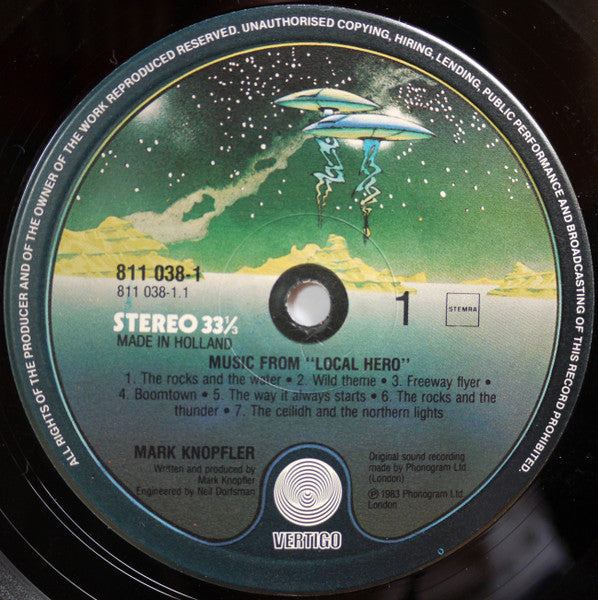 ALL RIGHTS OF THE PRODUCER AND OF THE OWNER OF THE WORK REPRODUCED RESERVED. UNAUTHORISED COPYING, HIRING, LENDING, PUBLIC PERFORMANCE AND BROADCASTING OF THIS RECORD PROHIBITED.
811 038-1
811 038-1.1
1
STEMRA
STEREO 33⅓
MADE IN HOLLAND
MUSIC FROM "LOCAL HERO"
1. The rocks and the water • 2. Wild theme • 3. Freeway flyer •
4. Boomtown • 5. The way it always starts • 6. The rocks and the
thunder • 7. The ceilidh and the northern lights
MARK KNOPFLER
Written and produced by
Mark Knopfler
Engineered by Neil Dorfsman
Original sound recording
made by Phonogram Ltd
(London)
℗ 1983 Phonogram Ltd
London
VERTIGO